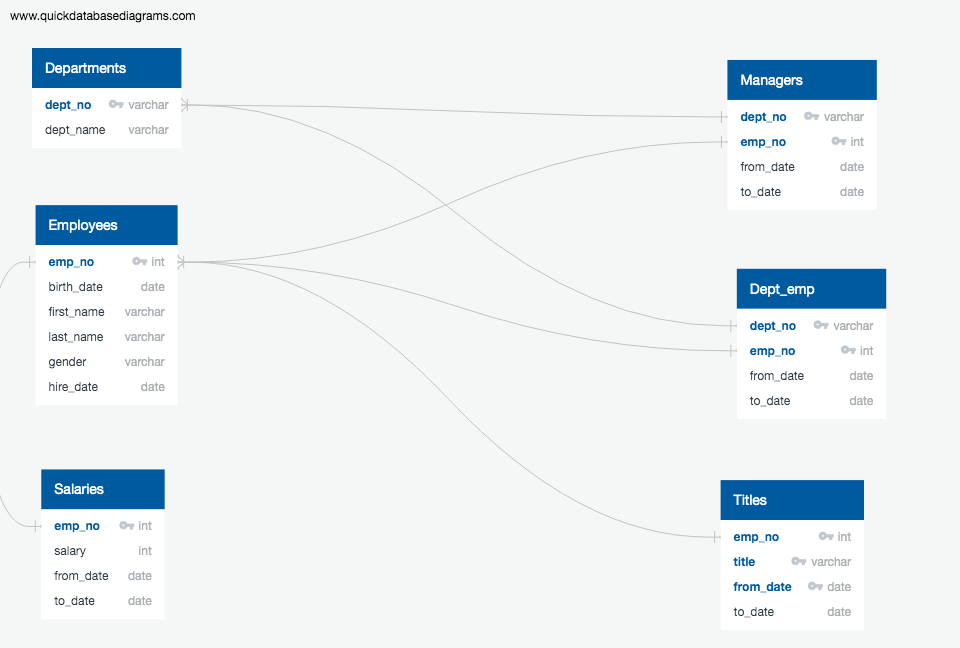 www.quickdatabasediagrams.com
Departments
dept_no varchar
dept_name varchar
Employees
emp_no int
birth_date date
first_name varchar
last_name varchar
gender varchar
hire_date date
Salaries
emp_no int
salary int
from_date date
to_date date
Managers
dept_no varchar
emp_no int
from_date date
to_date date
Dept_emp
dept_no varchar
emp_no int
from_date date
to_date date
Titles
emp_no int
title varchar
from_date date
to_date date